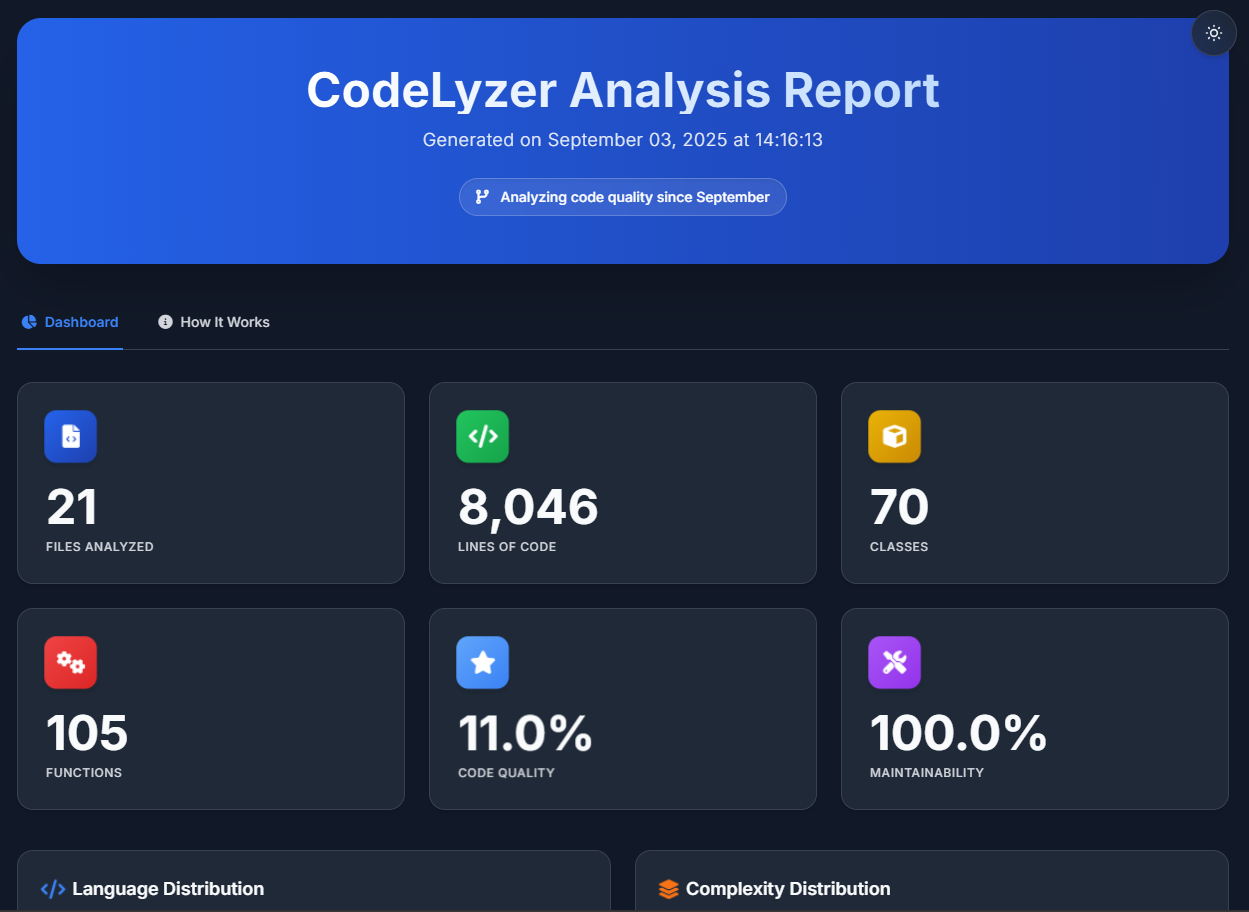 CodeLyzer Analysis Report
Generated on September 03, 2025 at 14:16:13
Analyzing code quality since September
Dashboard
How It Works
21
FILES ANALYZED
8,046
LINES OF CODE
70
CLASSES
105
FUNCTIONS
11.0%
CODE QUALITY
100.0%
MAINTAINABILITY
Language Distribution
Complexity Distribution